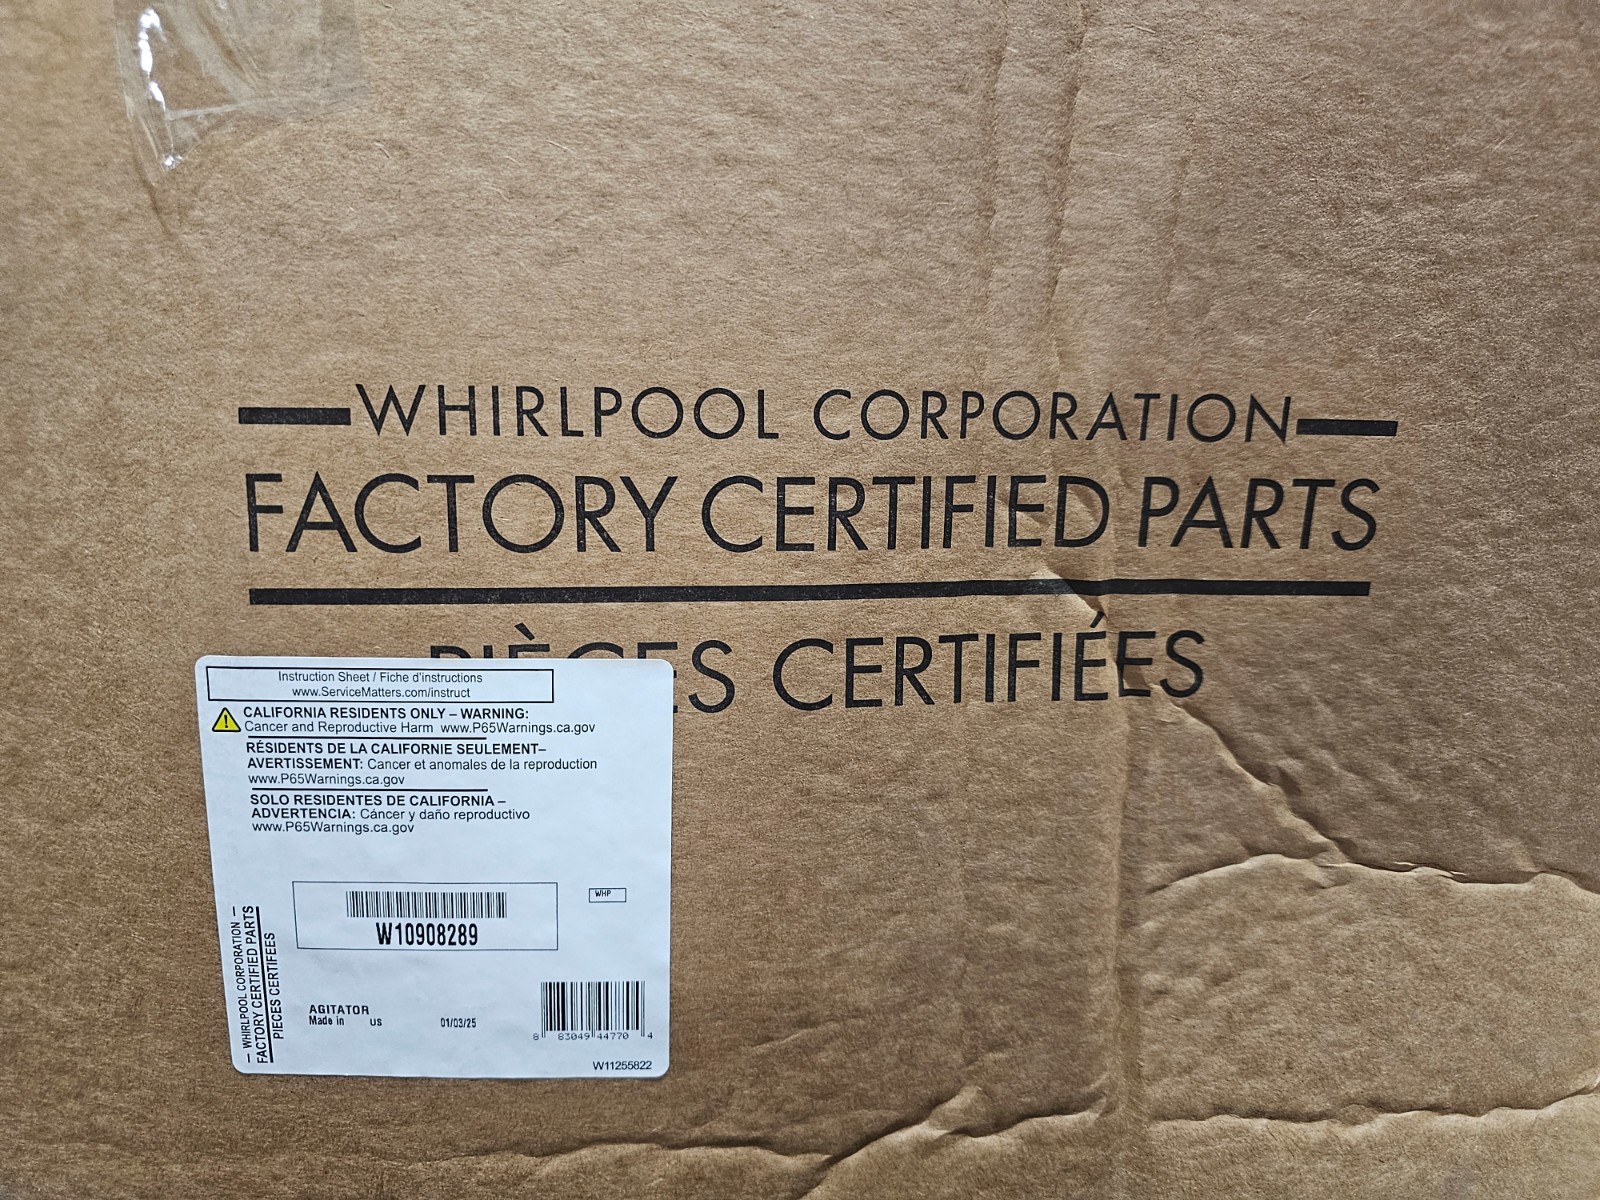 WHIRLPOOL CORPORATION
FACTORY CERTIFIED PARTS
PIÈCES CERTIFIÉES
Instruction Sheet / Fiche d'instructions
www.ServiceMatters.com/instruct
CALIFORNIA RESIDENTS ONLY – WARNING:
Cancer and Reproductive Harm www.P65Warnings.ca.gov
RÉSIDENTS DE LA CALIFORNIE SEULEMENT–
AVERTISSEMENT: Cancer et anomales de la reproduction
www.P65Warnings.ca.gov
SOLO RESIDENTES DE CALIFORNIA –
ADVERTENCIA: Cáncer y daño reproductivo
www.P65Warnings.ca.gov
WHP
W10908289
— WHIRLPOOL CORPORATION —
FACTORY CERTIFIED PARTS
PIECES CERTIFEES
AGITATOR
Made in US 01/03/25
8 83049 44770 4
W11255822